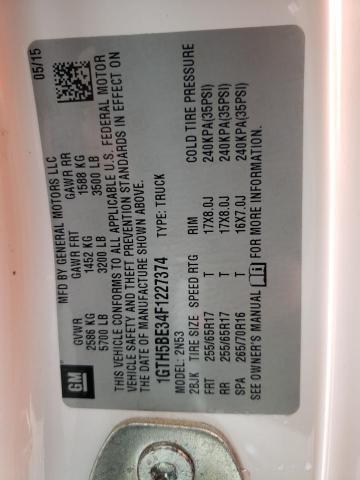 GM
MFD BY GENERAL MOTORS LLC
05/15
GVWR GAWR FRT GAWR RR
2586 KG 1452 KG 1588 KG
5700 LB 3200 LB 3500 LB
THIS VEHICLE CONFORMS TO ALL APPLICABLE U.S. FEDERAL MOTOR
VEHICLE SAFETY AND THEFT PREVENTION STANDARDS IN EFFECT ON
THE DATE OF MANUFACTURE SHOWN ABOVE.
1GTH5BE34F1227374 TYPE: TRUCK
MODEL: 2N53
2BJK TIRE SIZE SPEED RTG RIM COLD TIRE PRESSURE
FRT 255/65R17 T 17X8.0J 240KPA(35PSI)
RR 255/65R17 T 17X8.0J 240KPA(35PSI)
SPA 265/70R16 T 16X7.0J 240KPA(35PSI)
SEE OWNER'S MANUAL FOR MORE INFORMATION.